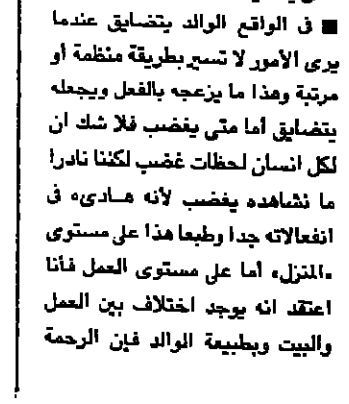 ■ فى الواقع الوالد يتضايق عندما
يرى الأمور لا تسير بطريقة منظمة أو
مرتبة وهذا ما يزعجه بالفعل ويجعله
يتضايق أما متى يغضب فلا شك ان
لكل انسان لحظات غضب لكننا نادرا
ما نشاهده يغضب لأنه هادىء فى
انفعالاته جدا وطبعا هذا على مستوى
«المنزل» أما على مستوى العمل فأنا
اعتقد انه يوجد اختلاف بين العمل
والبيت وبطبيعة الوالد فإن الرحمة